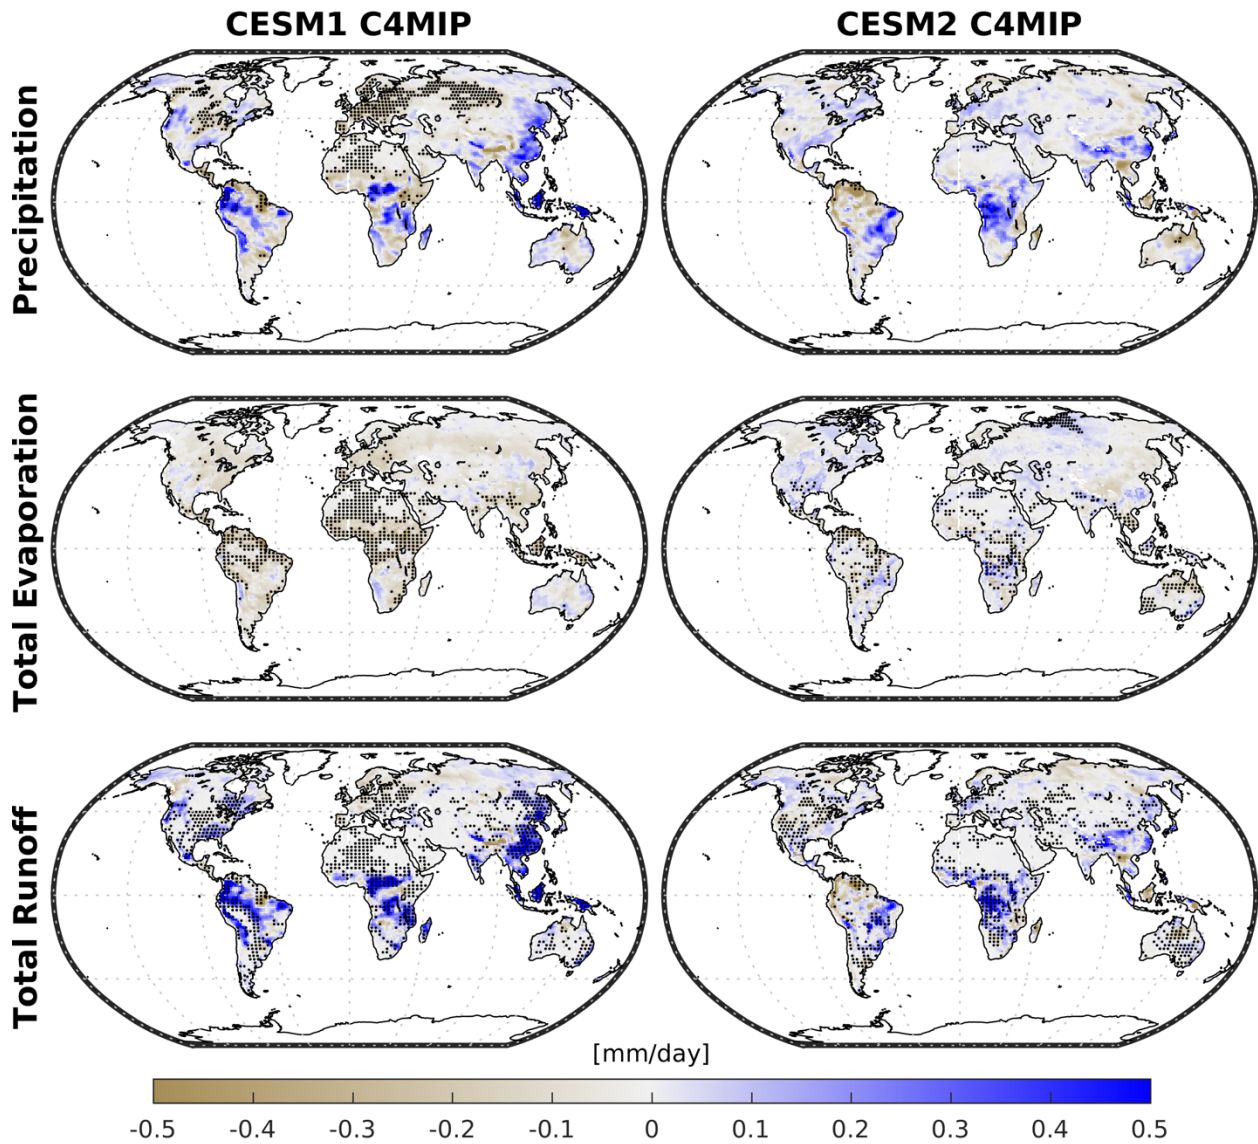 CESM1 C4MIP
CESM2 C4MIP
Precipitation
Total Evaporation
Total Runoff
[mm/day]
-0.5 -0.4 -0.3 -0.2 -0.1 0 0.1 0.2 0.3 0.4 0.5